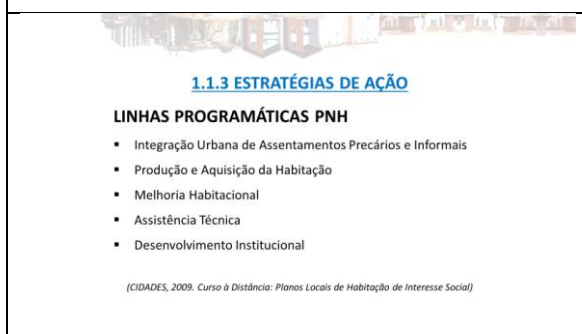 1.1.3 ESTRATÉGIAS DE AÇÃO
LINHAS PROGRAMÁTICAS PNH
▪ Integração Urbana de Assentamentos Precários e Informais
▪ Produção e Aquisição da Habitação
▪ Melhoria Habitacional
▪ Assistência Técnica
▪ Desenvolvimento Institucional
(CIDADES, 2009. Curso à Distância: Planos Locais de Habitação de Interesse Social)